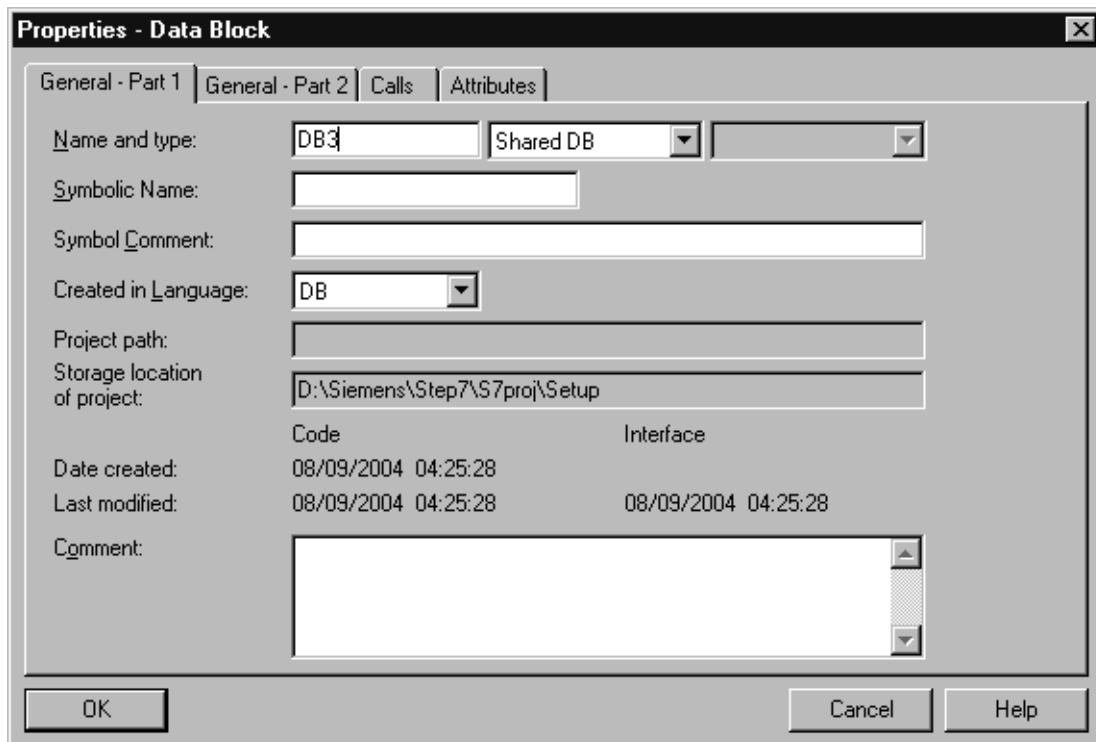 Properties - Data Block
General - Part 1 General - Part 2 Calls Attributes
Name and type: DB3 Shared DB
Symbolic Name:
Symbol Comment:
Created in Language: DB
Project path:
Storage location
of project: D:\Siemens\Step7\S7proj\Setup
Code Interface
Date created: 08/09/2004 04:25:28
Last modified: 08/09/2004 04:25:28 08/09/2004 04:25:28
Comment:
OK Cancel Help